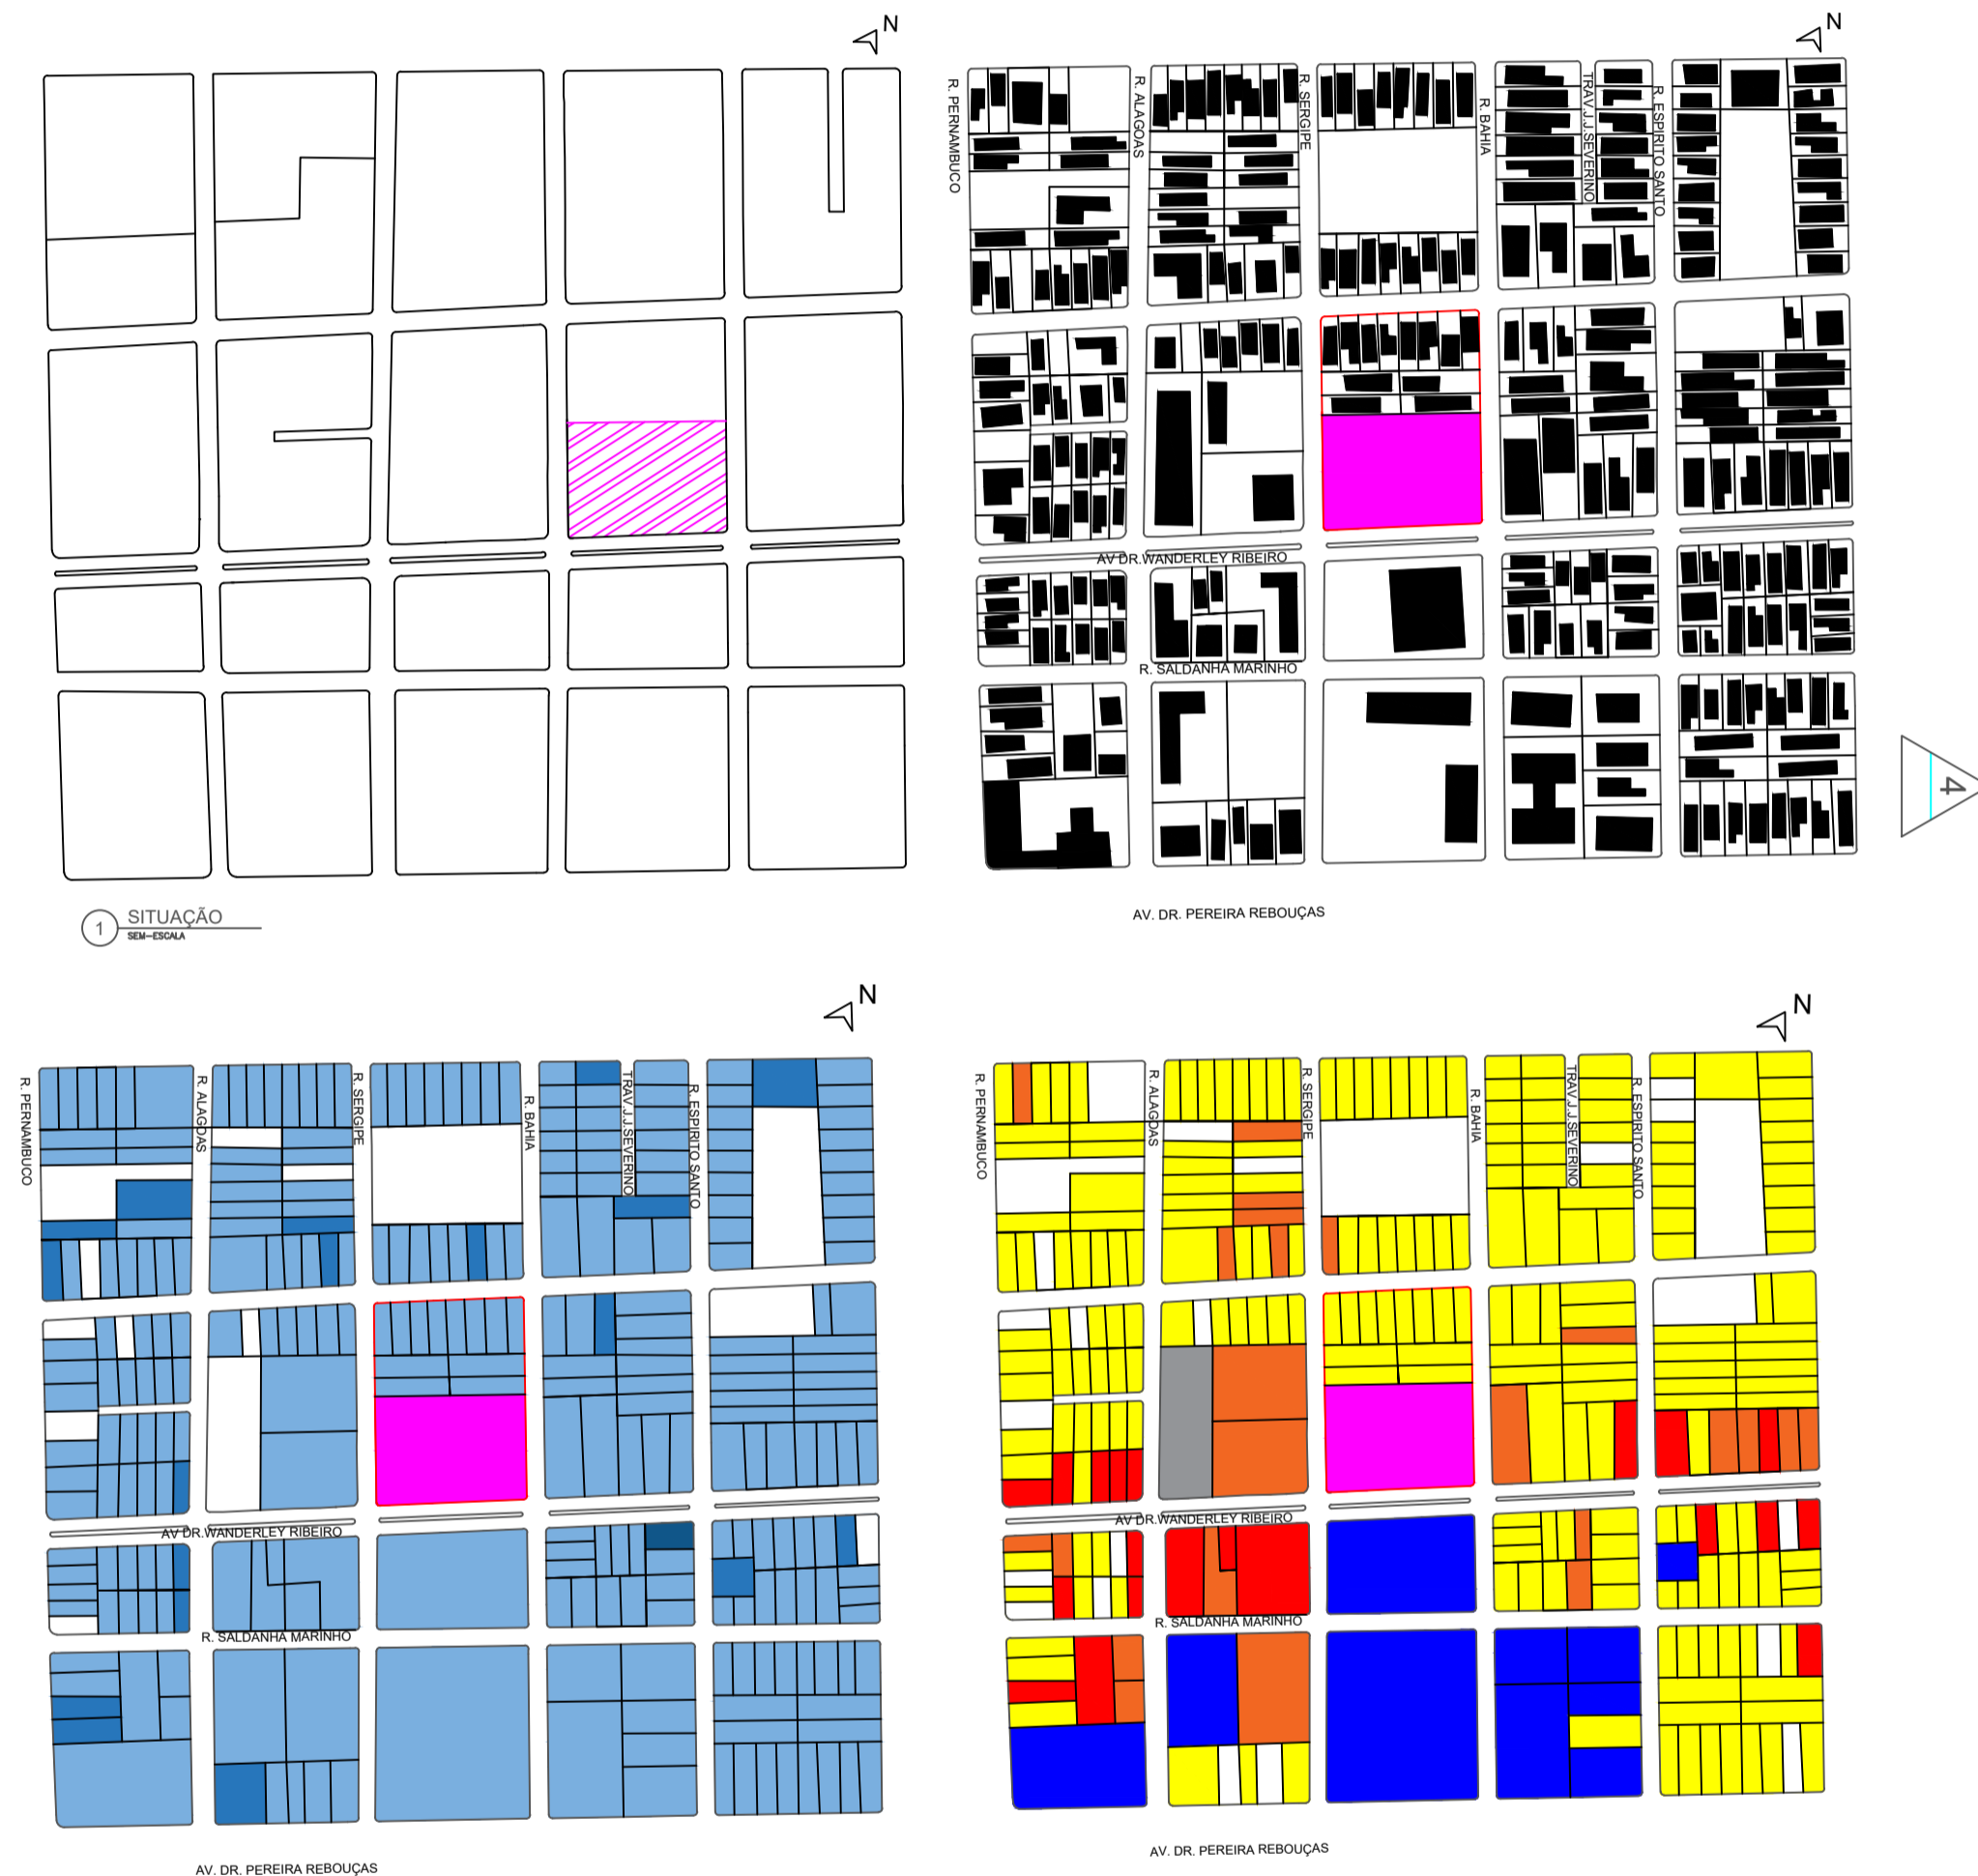 N
1
SITUAÇÃO
SEM-ESCALA
N
R. PERNAMBUCO
R. ALAGOAS
R. SERGIPE
R. BAHIA
TRAV.J.J.SEVERINO
R. ESPIRITO SANTO
AV DR.WANDERLEY RIBEIRO
R. SALDANHA MARINHO
AV. DR. PEREIRA REBOUÇAS
4
N
R. PERNAMBUCO
R. ALAGOAS
R. SERGIPE
R. BAHIA
TRAV.J.J.SEVERINO
R. ESPIRITO SANTO
AV DR.WANDERLEY RIBEIRO
R. SALDANHA MARINHO
AV. DR. PEREIRA REBOUÇAS
N
R. PERNAMBUCO
R. ALAGOAS
R. SERGIPE
R. BAHIA
TRAV.J.J.SEVERINO
R. ESPIRITO SANTO
AV DR.WANDERLEY RIBEIRO
R. SALDANHA MARINHO
AV. DR. PEREIRA REBOUÇAS